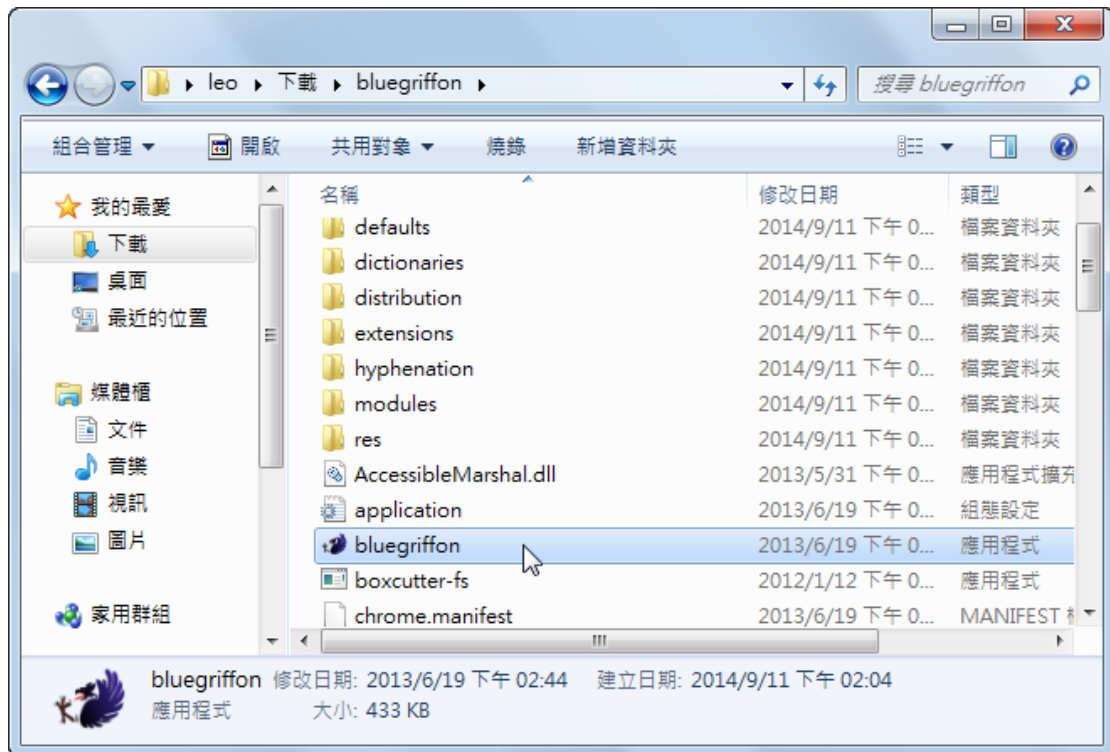 leo 下載 bluegriffon
搜尋 bluegriffon
組合管理 開啟 共用對象 燒錄 新增資料夾
我的最愛
下載
桌面
最近的位置
媒體櫃
文件
音樂
視訊
圖片
家用群組
名稱 修改日期 類型
defaults 2014/9/11 下午 0... 檔案資料夾
dictionaries 2014/9/11 下午 0... 檔案資料夾
distribution 2014/9/11 下午 0... 檔案資料夾
extensions 2014/9/11 下午 0... 檔案資料夾
hyphenation 2014/9/11 下午 0... 檔案資料夾
modules 2014/9/11 下午 0... 檔案資料夾
res 2014/9/11 下午 0... 檔案資料夾
AccessibleMarshal.dll 2013/5/31 下午 0... 應用程式擴充
application 2013/6/19 下午 0... 組態設定
bluegriffon 2013/6/19 下午 0... 應用程式
boxcutter-fs 2012/1/12 下午 0... 應用程式
chrome.manifest 2013/6/19 下午 0... MANIFEST
bluegriffon 修改日期: 2013/6/19 下午 02:44 建立日期: 2014/9/11 下午 02:04
應用程式 大小: 433 KB